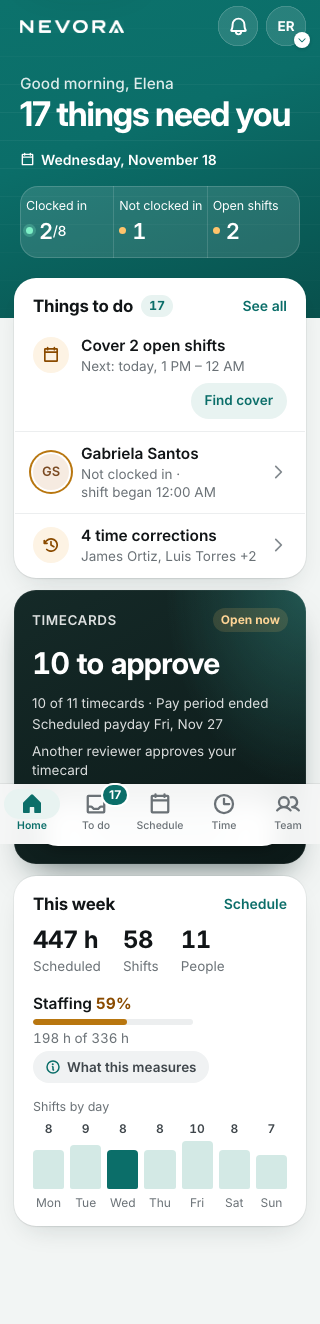 NEVORA
ER
Good morning, Elena
17 things need you
Wednesday, November 18
Clocked in
Not clocked in
Open shifts
2/8
1
2
Things to do
17
See all
Cover 2 open shifts
Next: today, 1 PM – 12 AM
Find cover
GS
Gabriela Santos
Not clocked in ·
shift began 12:00 AM
4 time corrections
James Ortiz, Luis Torres +2
TIMECARDS
Open now
10 to approve
10 of 11 timecards · Pay period ended
Scheduled payday Fri, Nov 27
Another reviewer approves your
timecard
17
Home
To do
Schedule
Time
Team
This week
Schedule
447 h
58
11
Scheduled
Shifts
People
Staffing 59%
198 h of 336 h
What this measures
Shifts by day
8
9
8
8
10
8
7
Mon
Tue
Wed
Thu
Fri
Sat
Sun